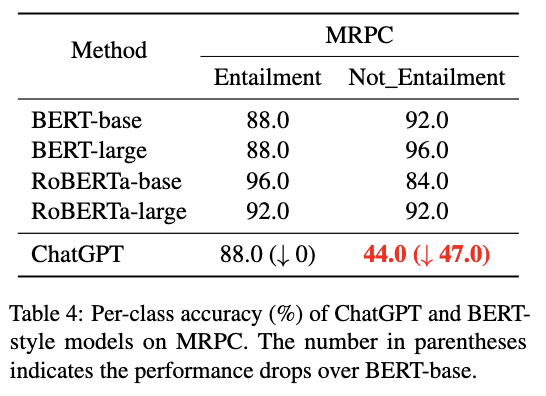 Method MRPC
Entailment Not_Entailment
BERT-base 88.0 92.0
BERT-large 88.0 96.0
RoBERTa-base 96.0 84.0
RoBERTa-large 92.0 92.0
ChatGPT 88.0 (↓ 0) 44.0 (↓ 47.0)
Table 4: Per-class accuracy (%) of ChatGPT and BERT-
style models on MRPC. The number in parentheses
indicates the performance drops over BERT-base.